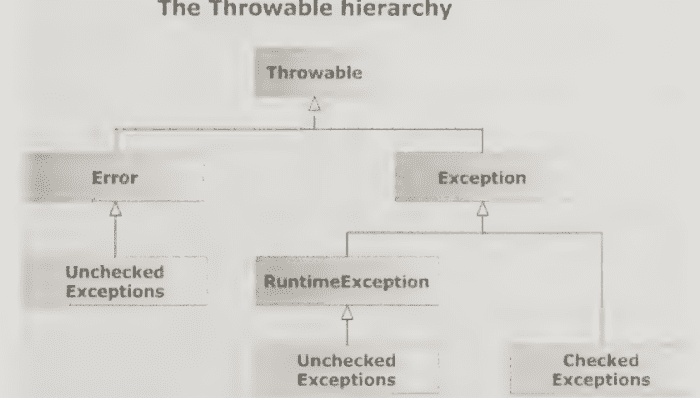 The Throwable hierarchy
Throwable
Error
Exception
Unchecked
Exceptions
RuntimeException
Unchecked
Exceptions
Checked
Exceptions